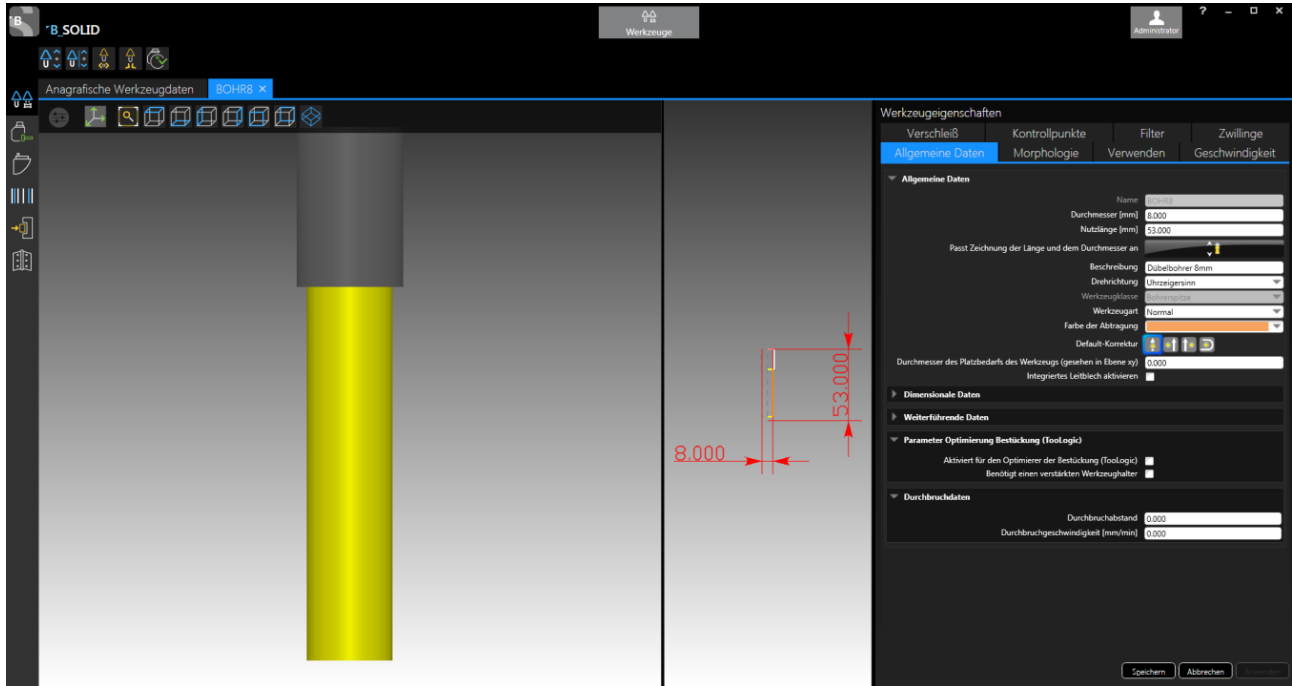 B_SOLID
Werkzeuge
Administrator
?
Anagrafische Werkzeugdaten
BOHR8
53.000
8.000
Werkzeugeigenschaften
Verschleiß Kontrollpunkte Filter Zwillinge
Allgemeine Daten Morphologie Verwenden Geschwindigkeit
Allgemeine Daten
Name BOHR8
Durchmesser [mm] 8.000
Nutzlänge [mm] 53.000
Passt Zeichnung der Länge und dem Durchmesser an
Beschreibung Dübelbohrer 8mm
Drehrichtung Uhrzeigersinn
Werkzeugklasse Bohrerspitze
Werkzeugart Normal
Farbe der Abtragung
Default-Korrektur
Durchmesser des Platzbedarfs des Werkzeugs (gesehen in Ebene xy) 0.000
Integriertes Leitblech aktivieren
Dimensionale Daten
Weiterführende Daten
Parameter Optimierung Bestückung (TooLogic)
Aktiviert für den Optimierer der Bestückung (TooLogic)
Benötigt einen verstärkten Werkzeughalter
Durchbruchdaten
Durchbruchabstand 0.000
Durchbruchgeschwindigkeit [mm/min] 0.000
Speichern Abbrechen